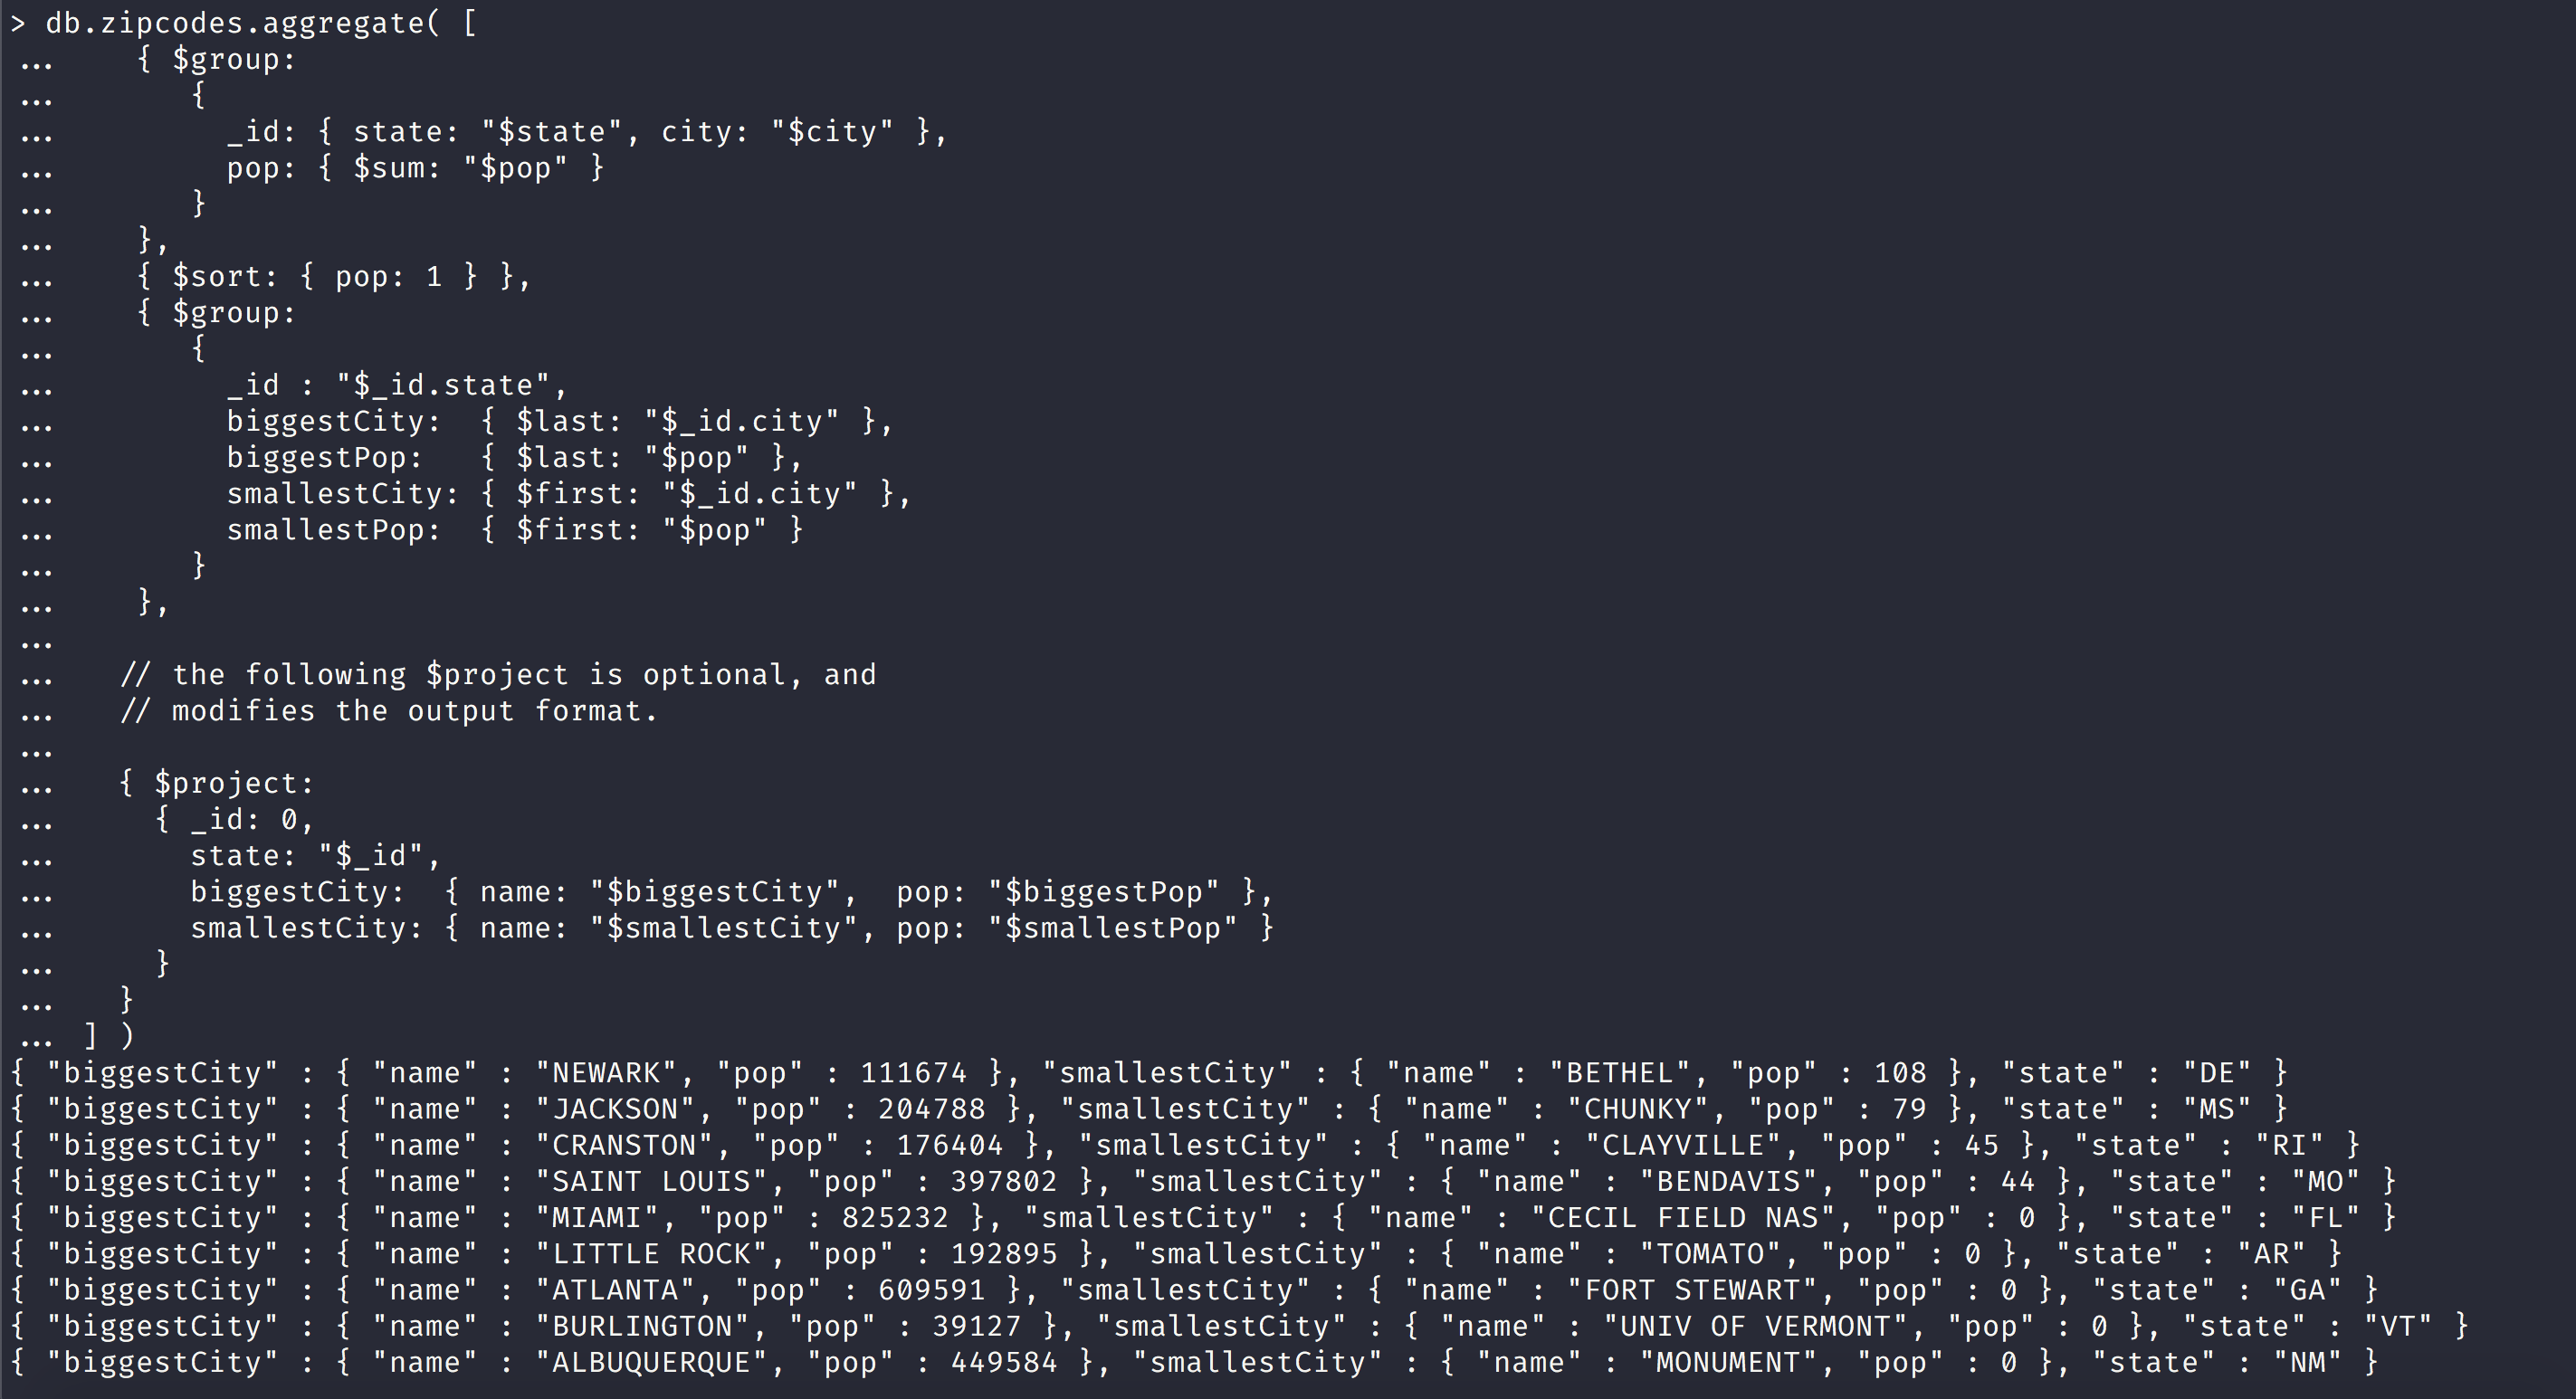 > db.zipcodes.aggregate( [
...     { $group:
...        {
...          _id: { state: "$state", city: "$city" },
...          pop: { $sum: "$pop" }
...        }
...     },
...     { $sort: { pop: 1 } },
...     { $group:
...        {
...          _id : "$_id.state",
...          biggestCity:  { $last: "$_id.city" },
...          biggestPop:   { $last: "$pop" },
...          smallestCity: { $first: "$_id.city" },
...          smallestPop:  { $first: "$pop" }
...        }
...     },
...
...    // the following $project is optional, and
...    // modifies the output format.
...
...    { $project:
...      { _id: 0,
...        state: "$_id",
...        biggestCity:  { name: "$biggestCity",  pop: "$biggestPop" },
...        smallestCity: { name: "$smallestCity", pop: "$smallestPop" }
...      }
...    }
...  ] )
{ "biggestCity" : { "name" : "NEWARK", "pop" : 111674 }, "smallestCity" : { "name" : "BETHEL", "pop" : 108 }, "state" : "DE" }
{ "biggestCity" : { "name" : "JACKSON", "pop" : 204788 }, "smallestCity" : { "name" : "CHUNKY", "pop" : 79 }, "state" : "MS" }
{ "biggestCity" : { "name" : "CRANSTON", "pop" : 176404 }, "smallestCity" : { "name" : "CLAYVILLE", "pop" : 45 }, "state" : "RI" }
{ "biggestCity" : { "name" : "SAINT LOUIS", "pop" : 397802 }, "smallestCity" : { "name" : "BENDAVIS", "pop" : 44 }, "state" : "MO" }
{ "biggestCity" : { "name" : "MIAMI", "pop" : 825232 }, "smallestCity" : { "name" : "CECIL FIELD NAS", "pop" : 0 }, "state" : "FL" }
{ "biggestCity" : { "name" : "LITTLE ROCK", "pop" : 192895 }, "smallestCity" : { "name" : "TOMATO", "pop" : 0 }, "state" : "AR" }
{ "biggestCity" : { "name" : "ATLANTA", "pop" : 609591 }, "smallestCity" : { "name" : "FORT STEWART", "pop" : 0 }, "state" : "GA" }
{ "biggestCity" : { "name" : "BURLINGTON", "pop" : 39127 }, "smallestCity" : { "name" : "UNIV OF VERMONT", "pop" : 0 }, "state" : "VT" }
{ "biggestCity" : { "name" : "ALBUQUERQUE", "pop" : 449584 }, "smallestCity" : { "name" : "MONUMENT", "pop" : 0 }, "state" : "NM" }